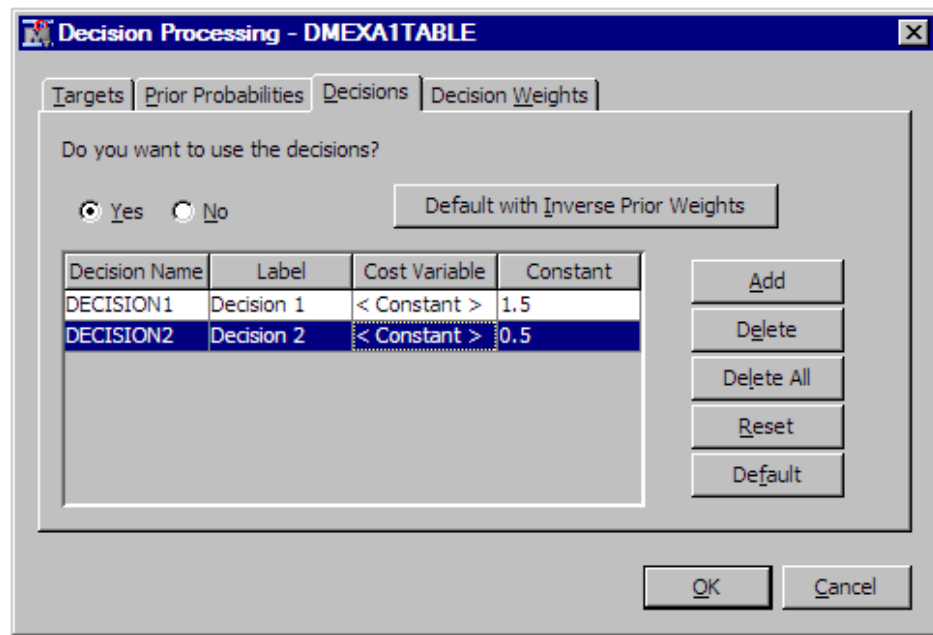 Decision Processing - DMEXA1TABLE
Targets Prior Probabilities Decisions Decision Weights
Do you want to use the decisions?
Yes No Default with Inverse Prior Weights
Decision Name Label Cost Variable Constant
DECISION1 Decision 1 < Constant > 1.5
DECISION2 Decision 2 < Constant > 0.5
Add
Delete
Delete All
Reset
Default
OK Cancel